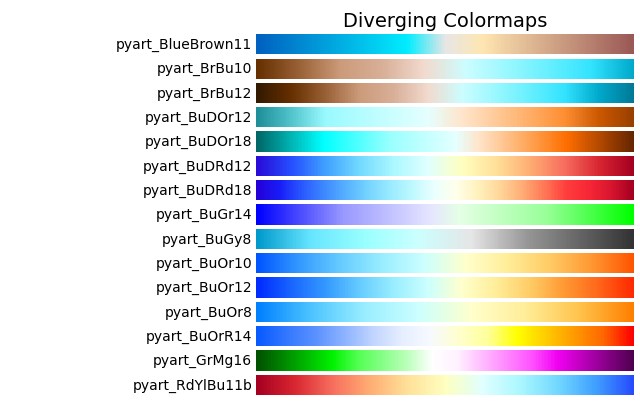 Diverging Colormaps
pyart_BlueBrown11
pyart_BrBu10
pyart_BrBu12
pyart_BuDOr12
pyart_BuDOr18
pyart_BuDRd12
pyart_BuDRd18
pyart_BuGr14
pyart_BuGy8
pyart_BuOr10
pyart_BuOr12
pyart_BuOr8
pyart_BuOrR14
pyart_GrMg16
pyart_RdYlBu11b